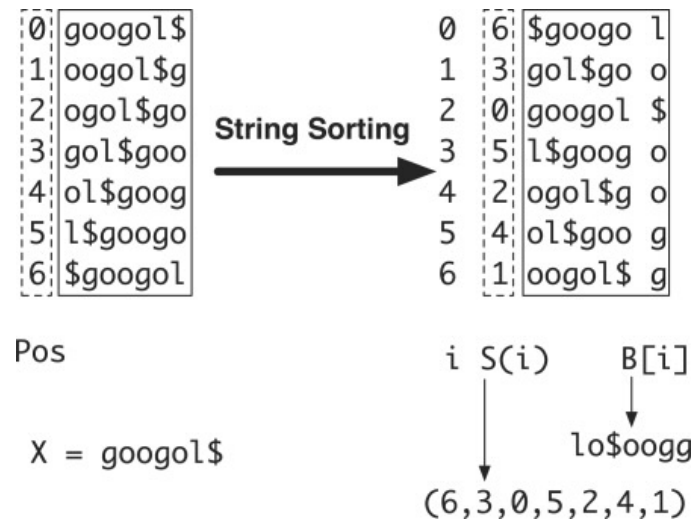 0 googol$ 0 6 $googo l
1 oogol$g 1 3 gol$go o
2 ogol$go 2 0 googol $
String Sorting
3 gol$goo 3 5 l$goog o
4 ol$goog 4 2 ogol$g o
5 l$googo 5 4 ol$goo g
6 $googol 6 1 oogol$ g
Pos i S(i) B[i]
X = googol$ lo$oogg
(6,3,0,5,2,4,1)